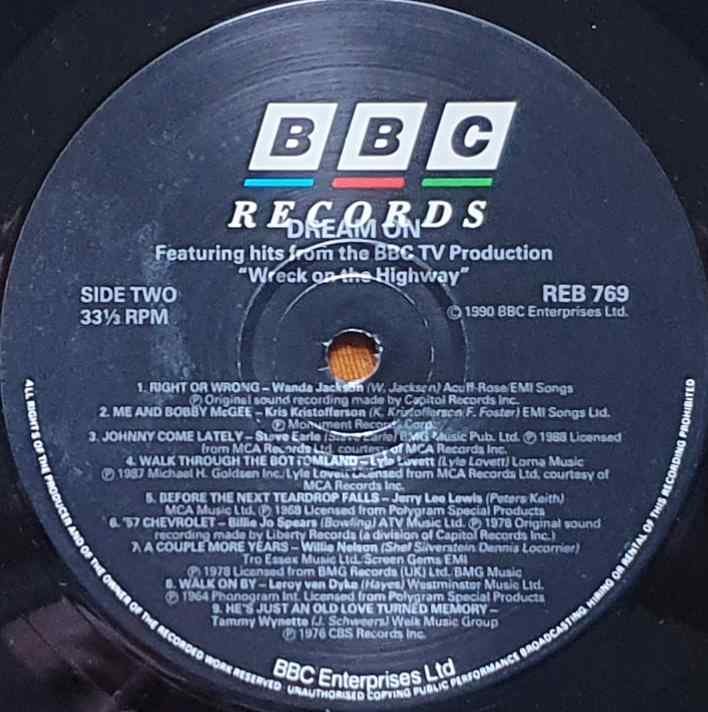 BBC
RECORDS
DREAM ON
Featuring hits from the BBC TV Production
"Wreck on the Highway"
SIDE TWO
33⅓ RPM
REB 769
© 1990 BBC Enterprises Ltd.
1. RIGHT OR WRONG – Wanda Jackson (W. Jackson) Acuff-Rose/EMI Songs
℗ Original sound recording made by Capitol Records Inc.
2. ME AND BOBBY McGEE – Kris Kristofferson (K. Kristofferson F. Foster) EMI Songs Ltd.
℗ Monument Record Corp.
3. JOHNNY COME LATELY – Steve Earle (Steve Earle) BMG Music Pub. Ltd. ℗ 1988 Licensed
from MCA Records Ltd. courtesy of MCA Records Inc.
4. WALK THROUGH THE BOTTOMLAND – Lyle Lovett (Lyle Lovett) Lorna Music
℗ 1987 Michael H. Goldsen Inc./Lyle Lovett Licensed from MCA Records Ltd, courtesy of
MCA Records Inc.
5. BEFORE THE NEXT TEARDROP FALLS – Jerry Lee Lewis (Peters/Keith)
MCA Music Ltd. ℗ 1968 Licensed from Polygram Special Products
6. '57 CHEVROLET – Billie Jo Spears (Bowling) ATV Music Ltd. ℗ 1978 Original sound
recording made by Liberty Records (a division of Capitol Records Inc.)
7. A COUPLE MORE YEARS – Willie Nelson (Shel Silverstein Dennis Locorrier)
Tro Essex Music Ltd./Screen Gems/EMI
℗ 1978 Licensed from BMG Records (UK) Ltd./BMG Music
8. WALK ON BY – Leroy van Dyke (Hayes) Westminster Music Ltd.
℗ 1964 Phonogram Int. Licensed from Polygram Special Products
9. HE'S JUST AN OLD LOVE TURNED MEMORY –
Tammy Wynette (J. Schweers) Welk Music Group
℗ 1976 CBS Records Inc.
BBC Enterprises Ltd
ALL RIGHTS OF THE PRODUCER AND OF THE OWNER OF THE RECORDED WORK RESERVED. UNAUTHORISED COPYING PUBLIC PERFORMANCE BROADCASTING HIRING OR RENTAL OF THIS RECORDING PROHIBITED